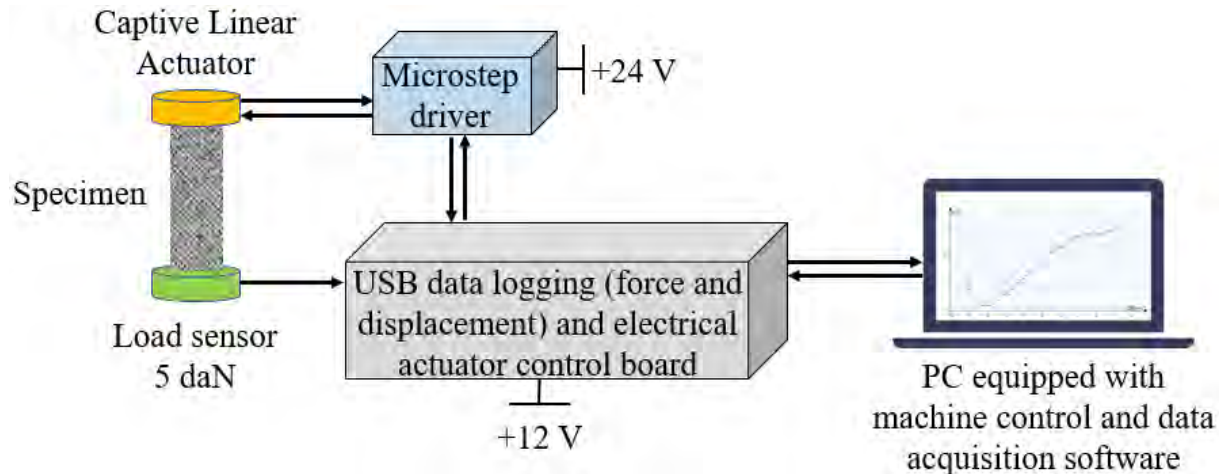 Captive Linear
Actuator
Microstep
driver
+24 V
Specimen
USB data logging (force and
displacement) and electrical
actuator control board
Load sensor
5 daN
+12 V
PC equipped with
machine control and data
acquisition software